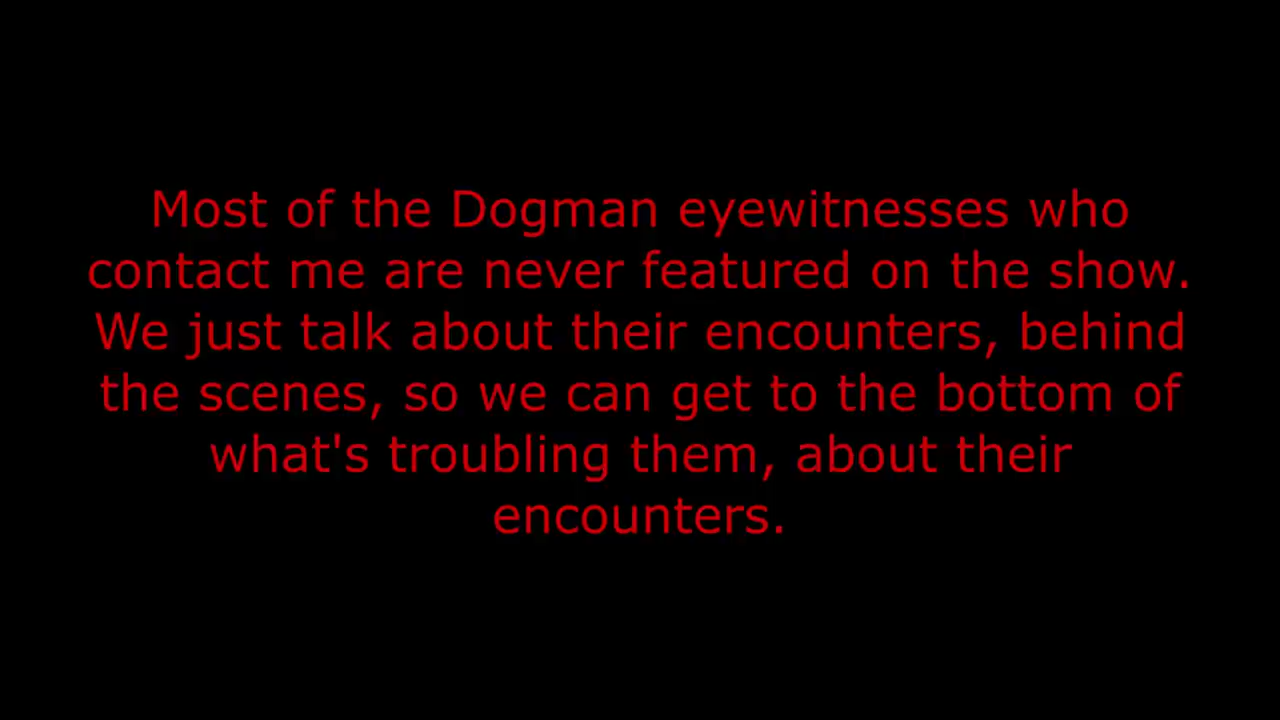 Most of the Dogman eyewitnesses who
contact me are never featured on the show.
We just talk about their encounters, behind
the scenes, so we can get to the bottom of
what's troubling them, about their
encounters.